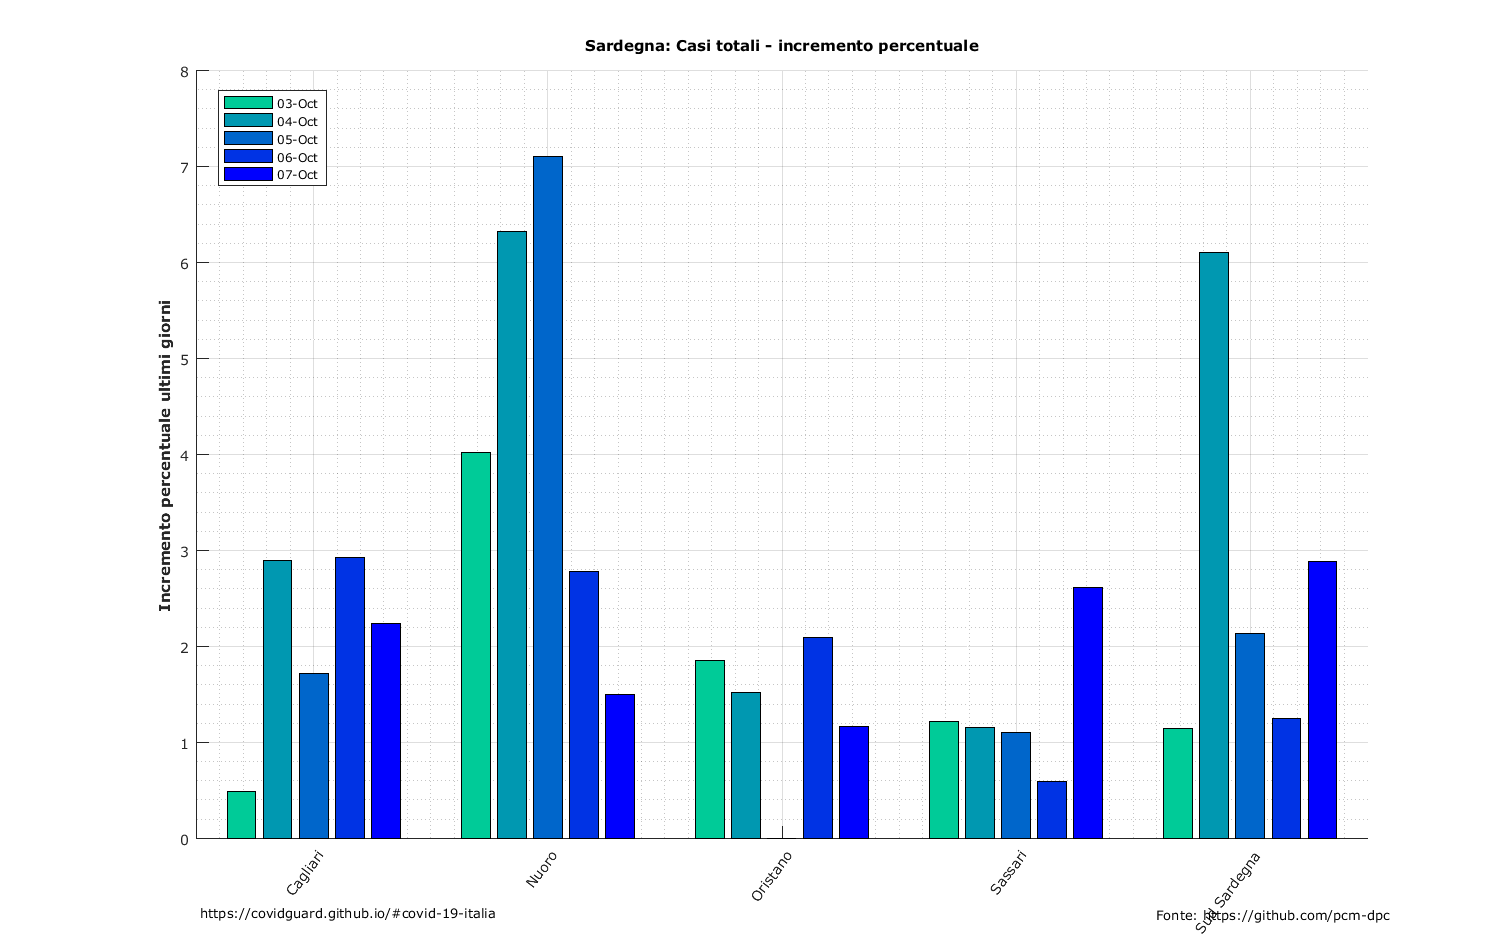 Sardegna: Casi totali - incremento percentuale
8
7
6
5
4
3
2
1
0
Incremento percentuale ultimi giorni
03-Oct
04-Oct
05-Oct
06-Oct
07-Oct
Cagliari
Nuoro
Oristano
Sassari
Sud Sardegna
https://covidguard.github.io/#covid-19-italia
Fonte: https://github.com/pcm-dpc